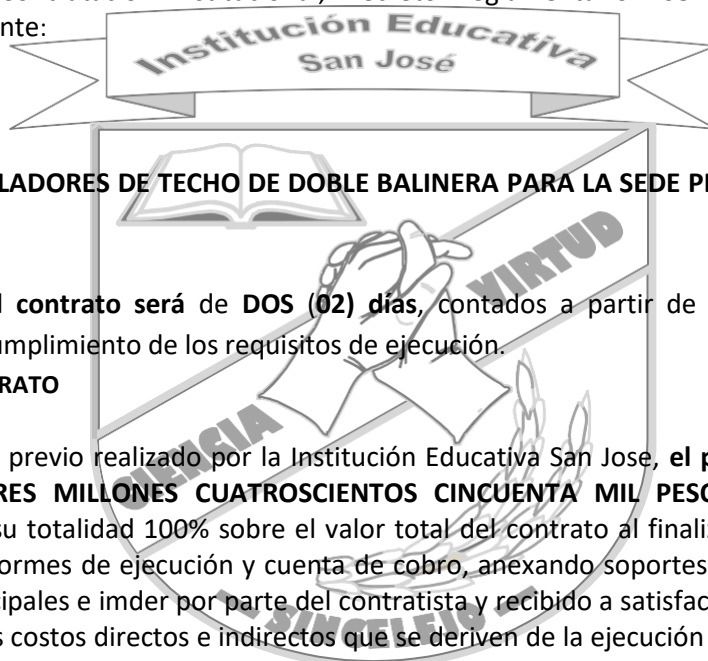 nte:
Institución Educativa
San José
LADORES DE TECHO DE DOBLE BALINERA PARA LA SEDE
VIRTUD
contrato será de DOS (02) días, contados a partir de
umplimiento de los requisitos de ejecución.
RATO
CIENCIA
previo realizado por la Institución Educativa San Jose, el
RES MILLONES CUATROSCIENTOS CINCUENTA MIL PESO
su totalidad 100% sobre el valor total del contrato al finaliz
ormes de ejecución y cuenta de cobro, anexando soportes
cipales e imder por parte del contratista y recibido a satisfac
s costos directos e indirectos que se deriven de la ejecución
SINCELEJO